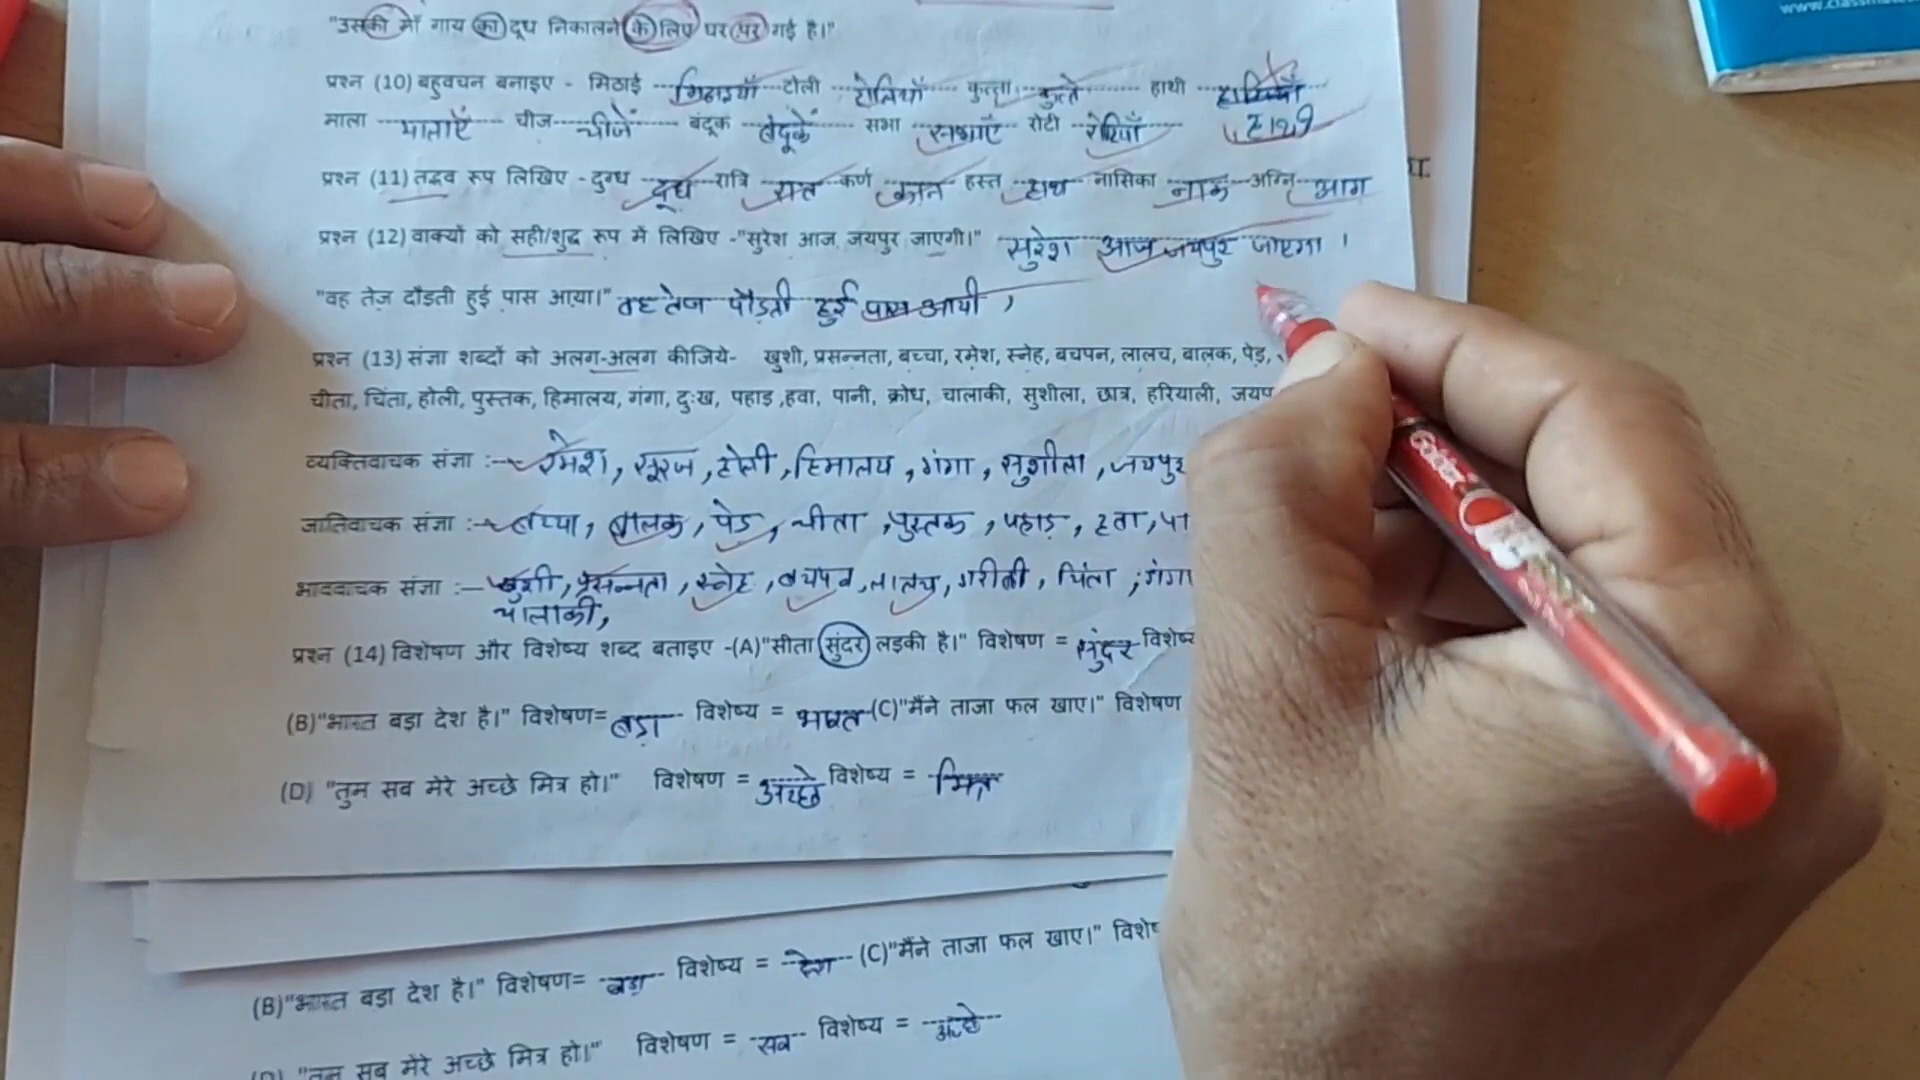 "उसकी माँ गाय का दूध निकालने के लिए घर पर गई है।"
प्रश्न (10) बहुवचन बनाइए - मिठाई मिठाइयाँ टोली टोलियाँ कुत्ता कुत्ते हाथी
माला मालाएँ चीज चीजें बंदूक बंदूकें सभा सभाएँ रोटी रोटियाँ हाथी
प्रश्न (11) तद्भव रूप लिखिए - दुग्ध दूध रात्रि रात कर्ण कान हस्त हाथ नासिका नाक अग्नि आग
प्रश्न (12) वाक्यों को सही/शुद्ध रूप में लिखिए -"सुरेश आज जयपुर जाएगी।" सुरेश आज जयपुर जाएगा ।
"वह तेज़ दौड़ती हुई पास आया।" वह तेज दौड़ती हुई पास आयी ,
प्रश्न (13) संज्ञा शब्दों को अलग-अलग कीजिये- खुशी, प्रसन्नता, बच्चा, रमेश, स्नेह, बचपन, लालच, बालक, पेड़,
चीता, चिंता, होली, पुस्तक, हिमालय, गंगा, दुःख, पहाड़ ,हवा, पानी, क्रोध, चालाकी, सुशीला, छात्र, हरियाली, जयप
व्यक्तिवाचक संज्ञा :- रमेश, सूरज, होली, हिमालय, गंगा, सुशीला, जयपुर
जातिवाचक संज्ञा :- बच्चा, बालक, पेड, चीता, पुस्तक, पहाड़, हवा, पा
भाववाचक संज्ञा :- खुशी, प्रसन्नता, स्नेह, बचपन, लालच, गरीबी, चिंता, गंगा
चालाकी,
प्रश्न (14) विशेषण और विशेष्य शब्द बताइए -(A)"सीता सुंदर लड़की है।" विशेषण = सुंदर विशेष्य
(B)"भारत बड़ा देश है।" विशेषण= बड़ा विशेष्य = भारत (C)"मैंने ताजा फल खाए।" विशेषण
(D) "तुम सब मेरे अच्छे मित्र हो।" विशेषण = अच्छे विशेष्य = मित्र
(B)"भारत बड़ा देश है।" विशेषण= बड़ा विशेष्य = देश (C)"मैंने ताजा फल खाए।" विशे
(D) "तुम सब मेरे अच्छे मित्र हो।" विशेषण = सब विशेष्य = अच्छे